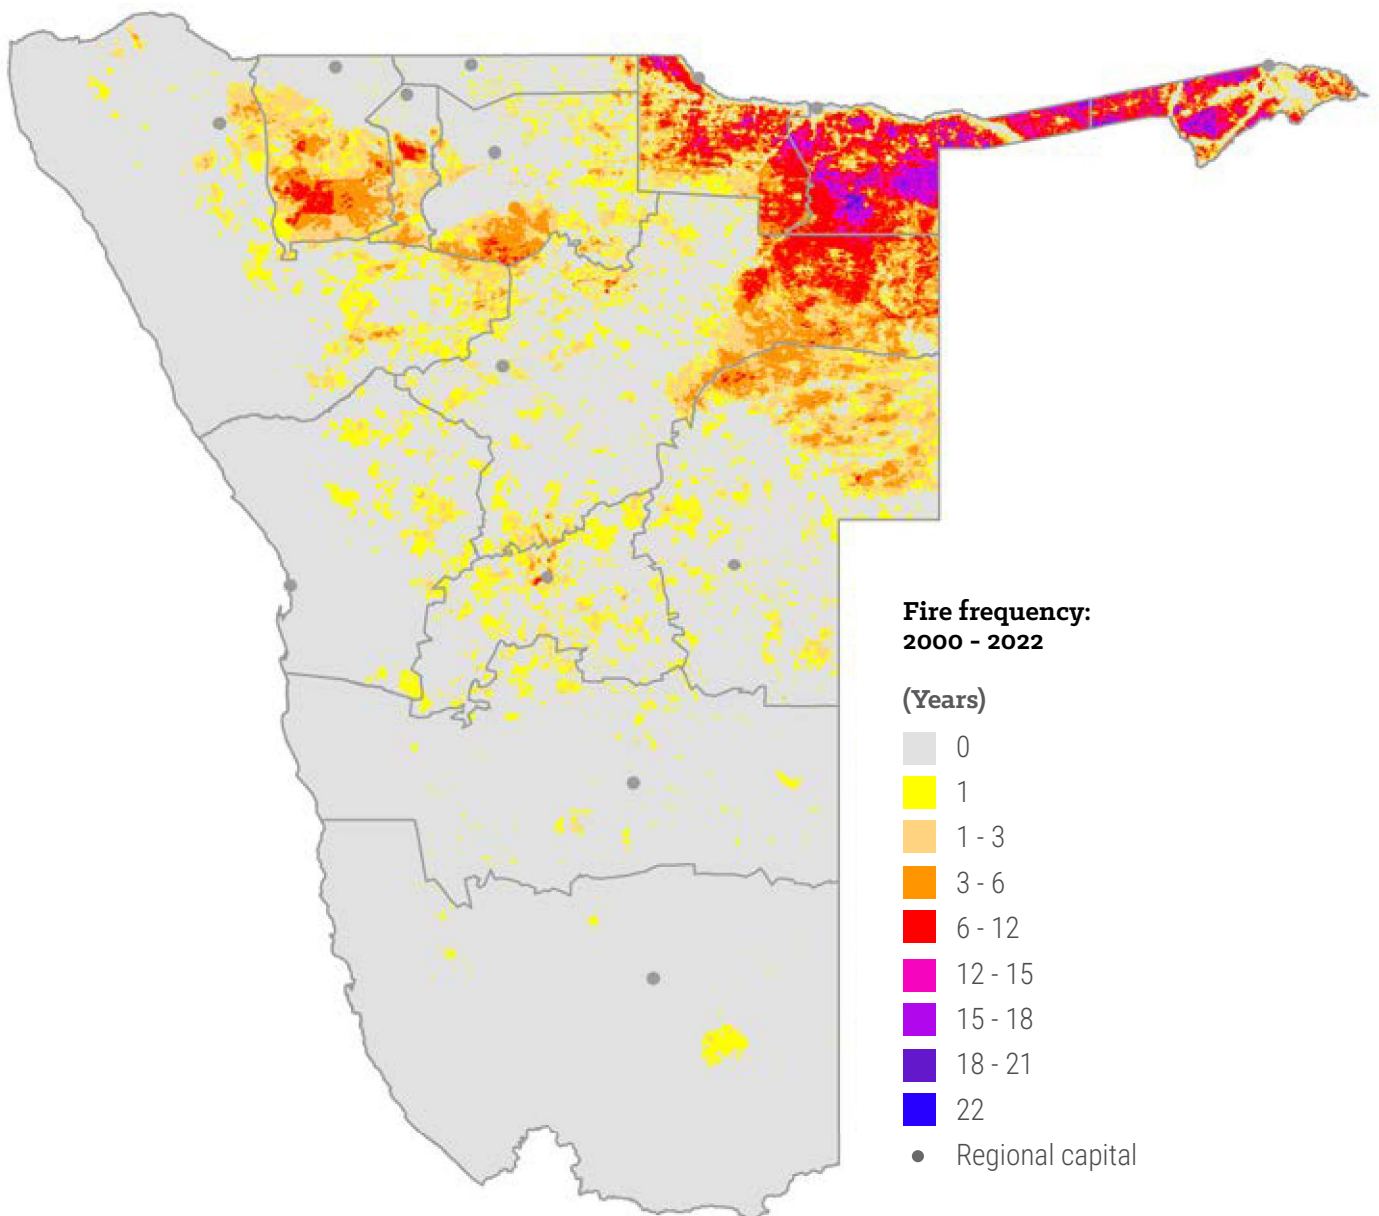 Fire frequency:
2000 - 2022
(Years)
0
1
1 - 3
3 - 6
6 - 12
12 - 15
15 - 18
18 - 21
22
Regional capital